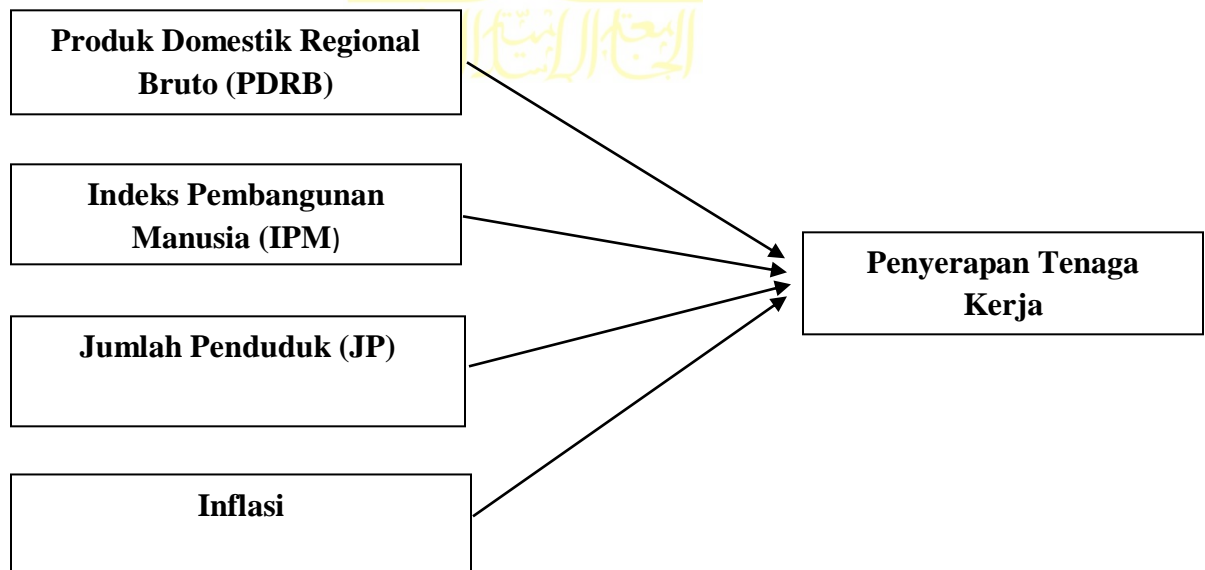 Produk Domestik Regional
Bruto (PDRB)
Indeks Pembangunan
Manusia (IPM)
Jumlah Penduduk (JP)
Inflasi
Penyerapan Tenaga
Kerja